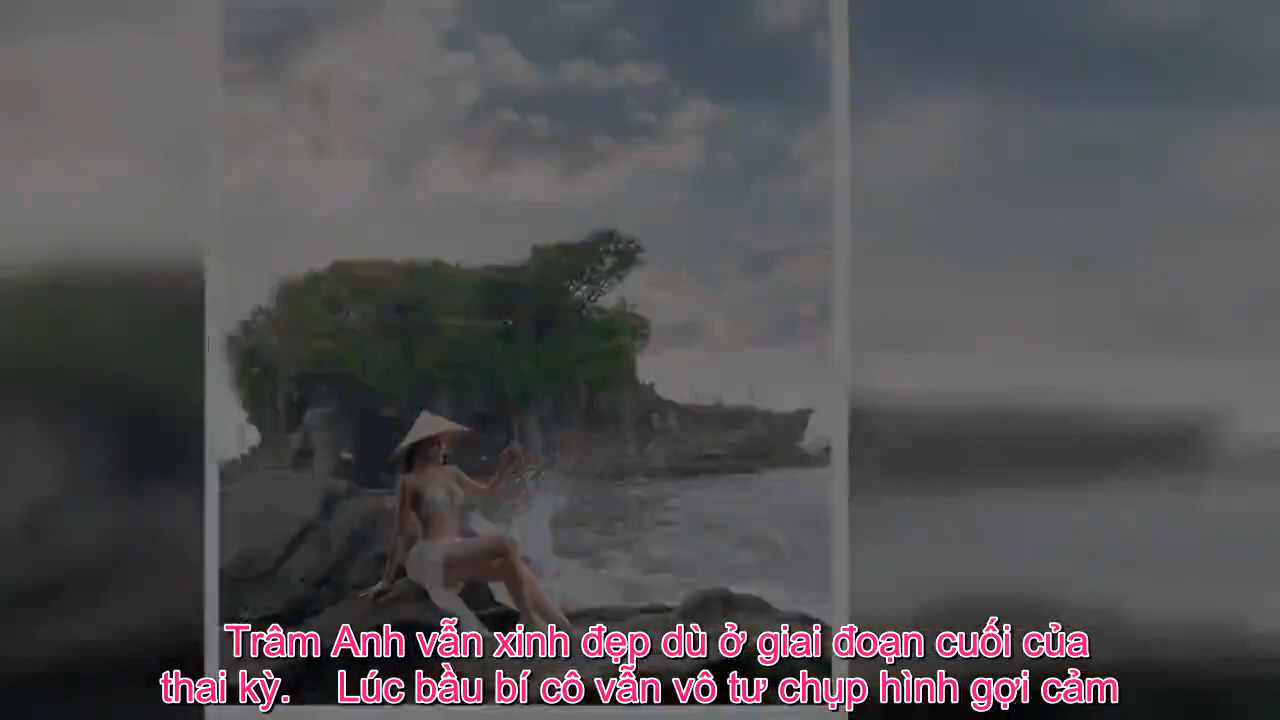 Trâm Anh vẫn xinh đẹp dù ở giai đoạn cuối của
thai kỳ. Lúc bầu bí cô vẫn vô tư chụp hình gợi cảm